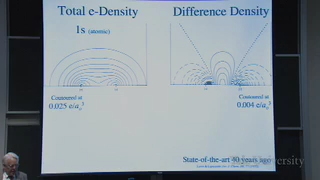 Total e-Density
Difference Density
1s (atomic)
Contoured at
0.025 e/a₀³
Contoured at
0.004 e/a₀³
State-of-the-art 40 years ago